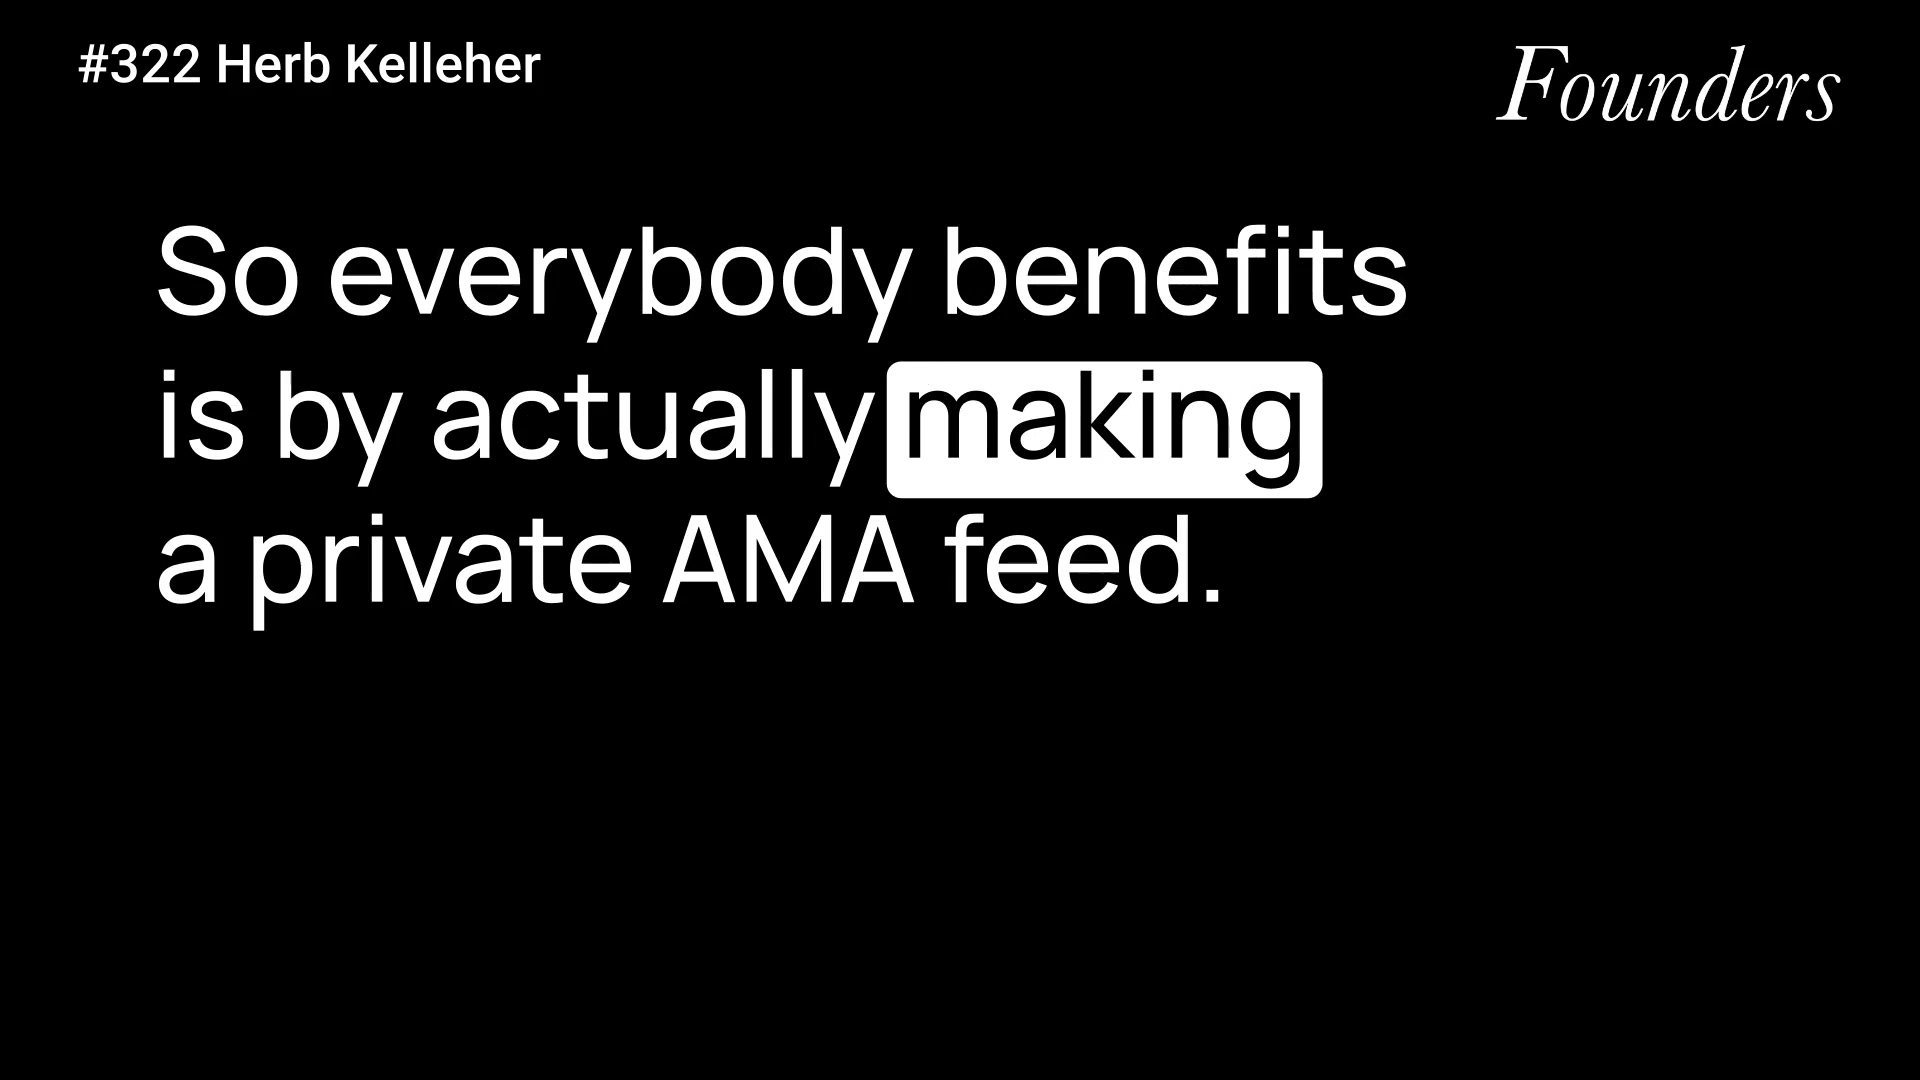 #322 Herb Kelleher
Founders
So everybody benefits
is by actually making
a private AMA feed.